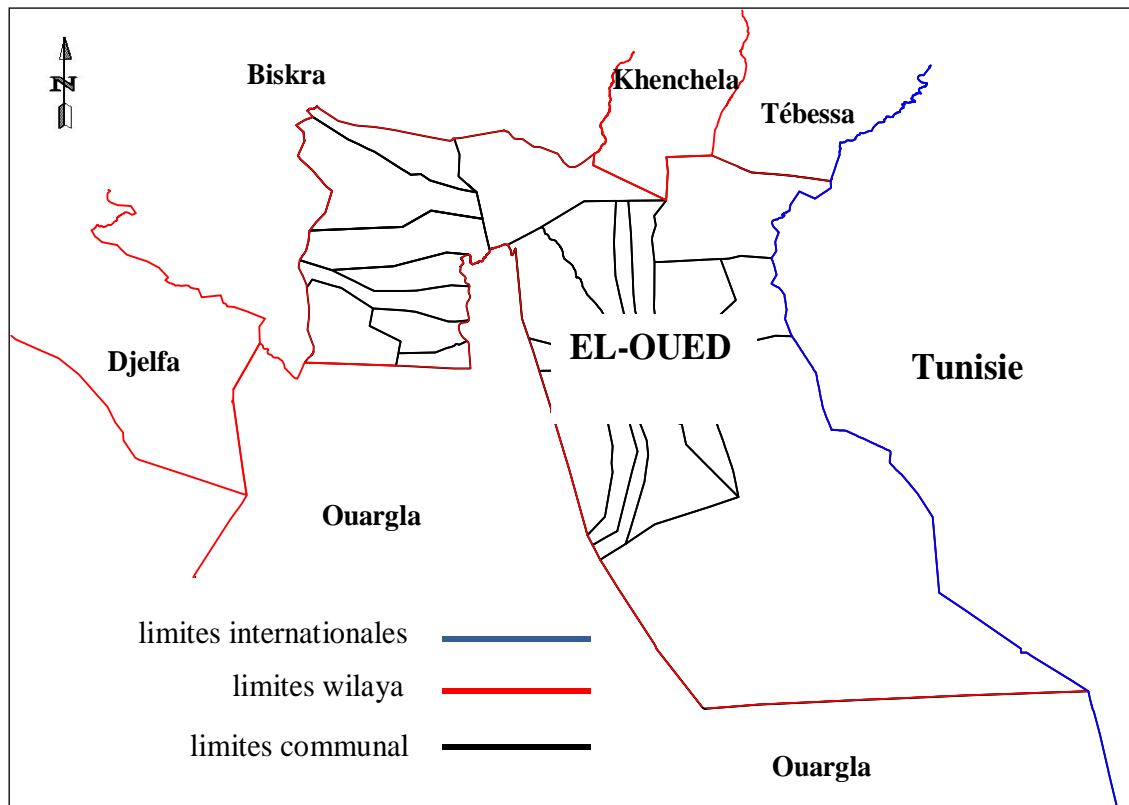 N
Biskra
Khenchela
Tébessa
Djelfa
EL-OUED
Tunisie
Ouargla
limites internationales
limites wilaya
limites communal
Ouargla